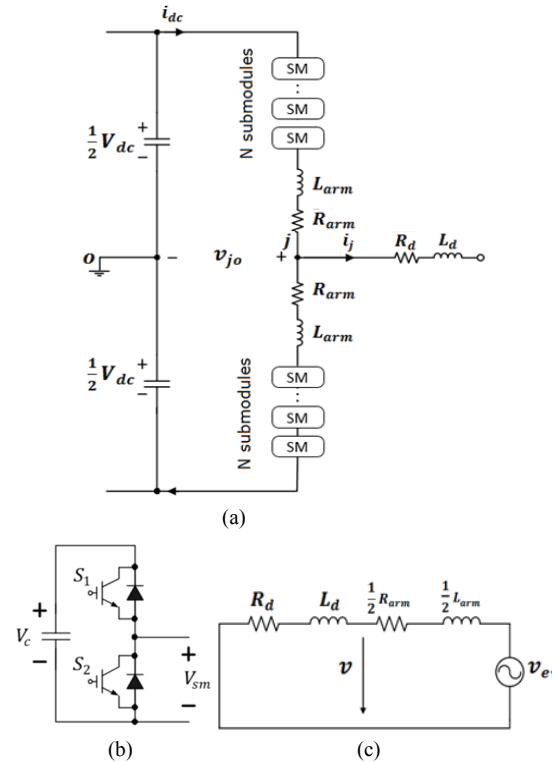 i_dc
SM
:
SM
SM
N submodules
+
1/2 V_dc
−
L_arm
R_arm
o
−
v_jo
+
j
i_j
R_d
L_d
R_arm
L_arm
+
1/2 V_dc
−
SM
:
SM
SM
N submodules
(a)
S_1
+
V_c
−
S_2
+
V_sm
−
(b)
R_d
L_d
1/2 R_arm
1/2 L_arm
v
(c)